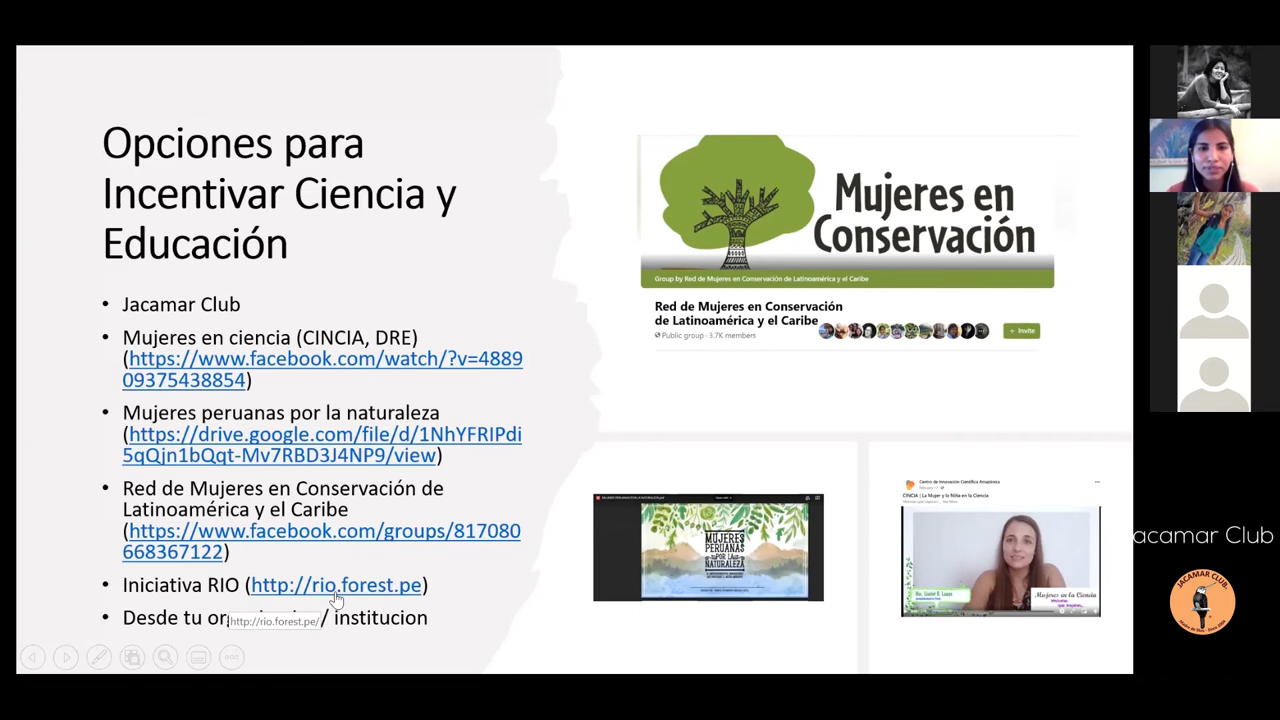 Opciones para
Incentivar Ciencia y
Educación
• Jacamar Club
• Mujeres en ciencia (CINCIA, DRE)
(https://www.facebook.com/watch/?v=4889
09375438854)
• Mujeres peruanas por la naturaleza
(https://drive.google.com/file/d/1NhYFRIPdi
5qQjn1bQqt-Mv7RBD3J4NP9/view)
• Red de Mujeres en Conservación de
Latinoamérica y el Caribe
(https://www.facebook.com/groups/817080
668367122)
• Iniciativa RIO (http://rio.forest.pe)
• Desde tu / institucion
http://rio.forest.pe/
Mujeres en
Conservación
Group by Red de Mujeres en Conservación de Latinoamérica y el Caribe
Red de Mujeres en Conservación
de Latinoamérica y el Caribe
Public group · 3.7K members
+ Invite
MUJERES
PERUANAS
POR LA
NATURALEZA
Centro de Innovación Científica Amazónica
CINCIA | La Mujer y la Niña en la Ciencia
Mujeres en la Ciencia
acamar Club
JACAMAR CLUB